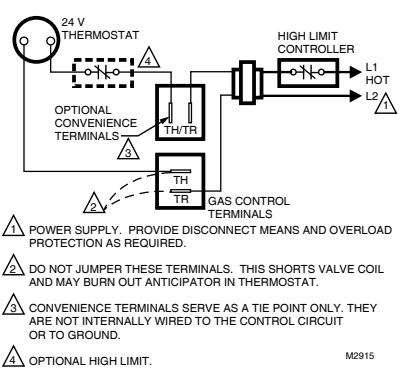 24 V
THERMOSTAT
HIGH LIMIT
CONTROLLER
4
L1
HOT
L2
1
OPTIONAL
CONVENIENCE
TERMINALS
3
TH/TR
TH
TR
2
GAS CONTROL
TERMINALS
1 POWER SUPPLY. PROVIDE DISCONNECT MEANS AND OVERLOAD
PROTECTION AS REQUIRED.
2 DO NOT JUMPER THESE TERMINALS. THIS SHORTS VALVE COIL
AND MAY BURN OUT ANTICIPATOR IN THERMOSTAT.
3 CONVENIENCE TERMINALS SERVE AS A TIE POINT ONLY. THEY
ARE NOT INTERNALLY WIRED TO THE CONTROL CIRCUIT
OR TO GROUND.
4 OPTIONAL HIGH LIMIT.
M2915